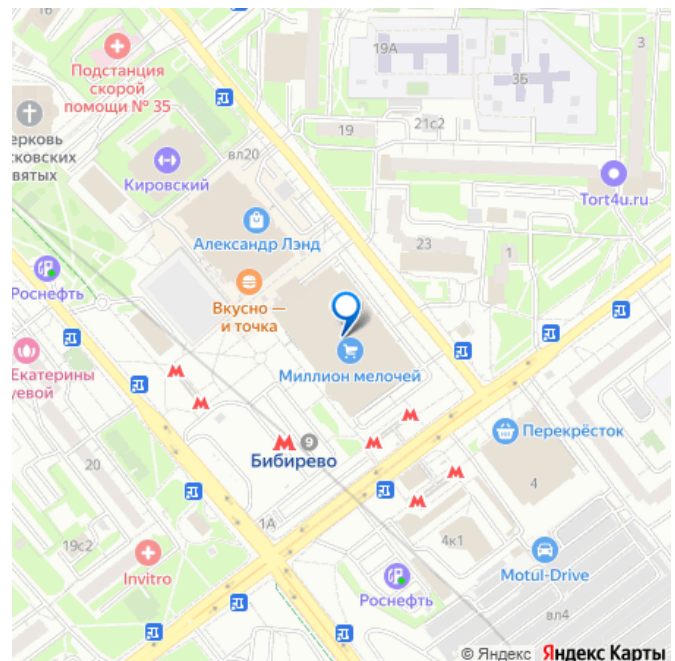 16
19А
3
Подстанция
скорой
помощи № 35
3Б
ерковь
сковских
вятых
19
21с2
вл20
Кировский
Tort4u.ru
Александр Лэнд
23
1
Роснефть
Вкусно —
и точка
Екатерины
уевой
Миллион мелочей
9
Бибирево
Перекрёсток
20
4
1А
19с2
4к1
Invitro
Motul-Drive
Роснефть
вл4
© Яндекс Яндекс Карты